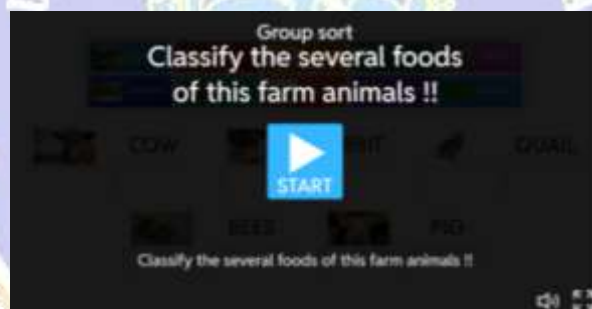 Group sort
Classify the several foods
of this farm animals !!
COW
QUAIL
START
BEES
PIG
Classify the several foods of this farm animals !!